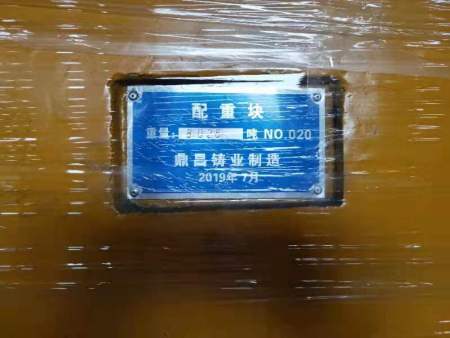 配重块
重量: 吨 NO.020
鼎昌铸业制造
2019年7月